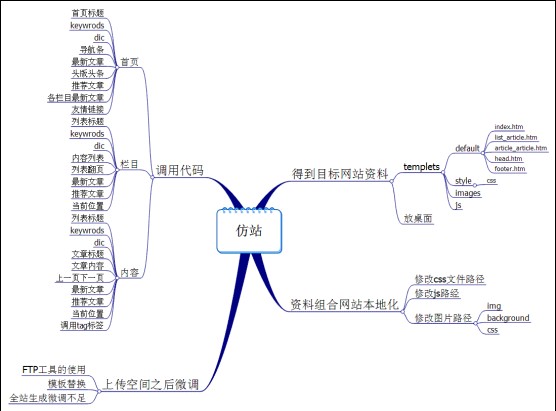 仿站
得到目标网站资料
templets
default
index.htm
list_article.htm
article_article.htm
head.htm
footer.htm
style
css
images
js
放桌面
资料组合网站本地化
修改css文件路径
修改js路经
修改图片路径
img
background
css
调用代码
首页
首页标题
keywrods
dic
导航条
最新文章
头版头条
推荐文章
各栏目最新文章
友情链接
栏目
列表标题
keywrods
dic
内容列表
列表翻页
最新文章
推荐文章
当前位置
内容
列表标题
keywrods
dic
文章标题
文章内容
上一页下一页
最新文章
推荐文章
当前位置
调用tag标签
上传空间之后微调
FTP工具的使用
模板替换
全站生成微调不足